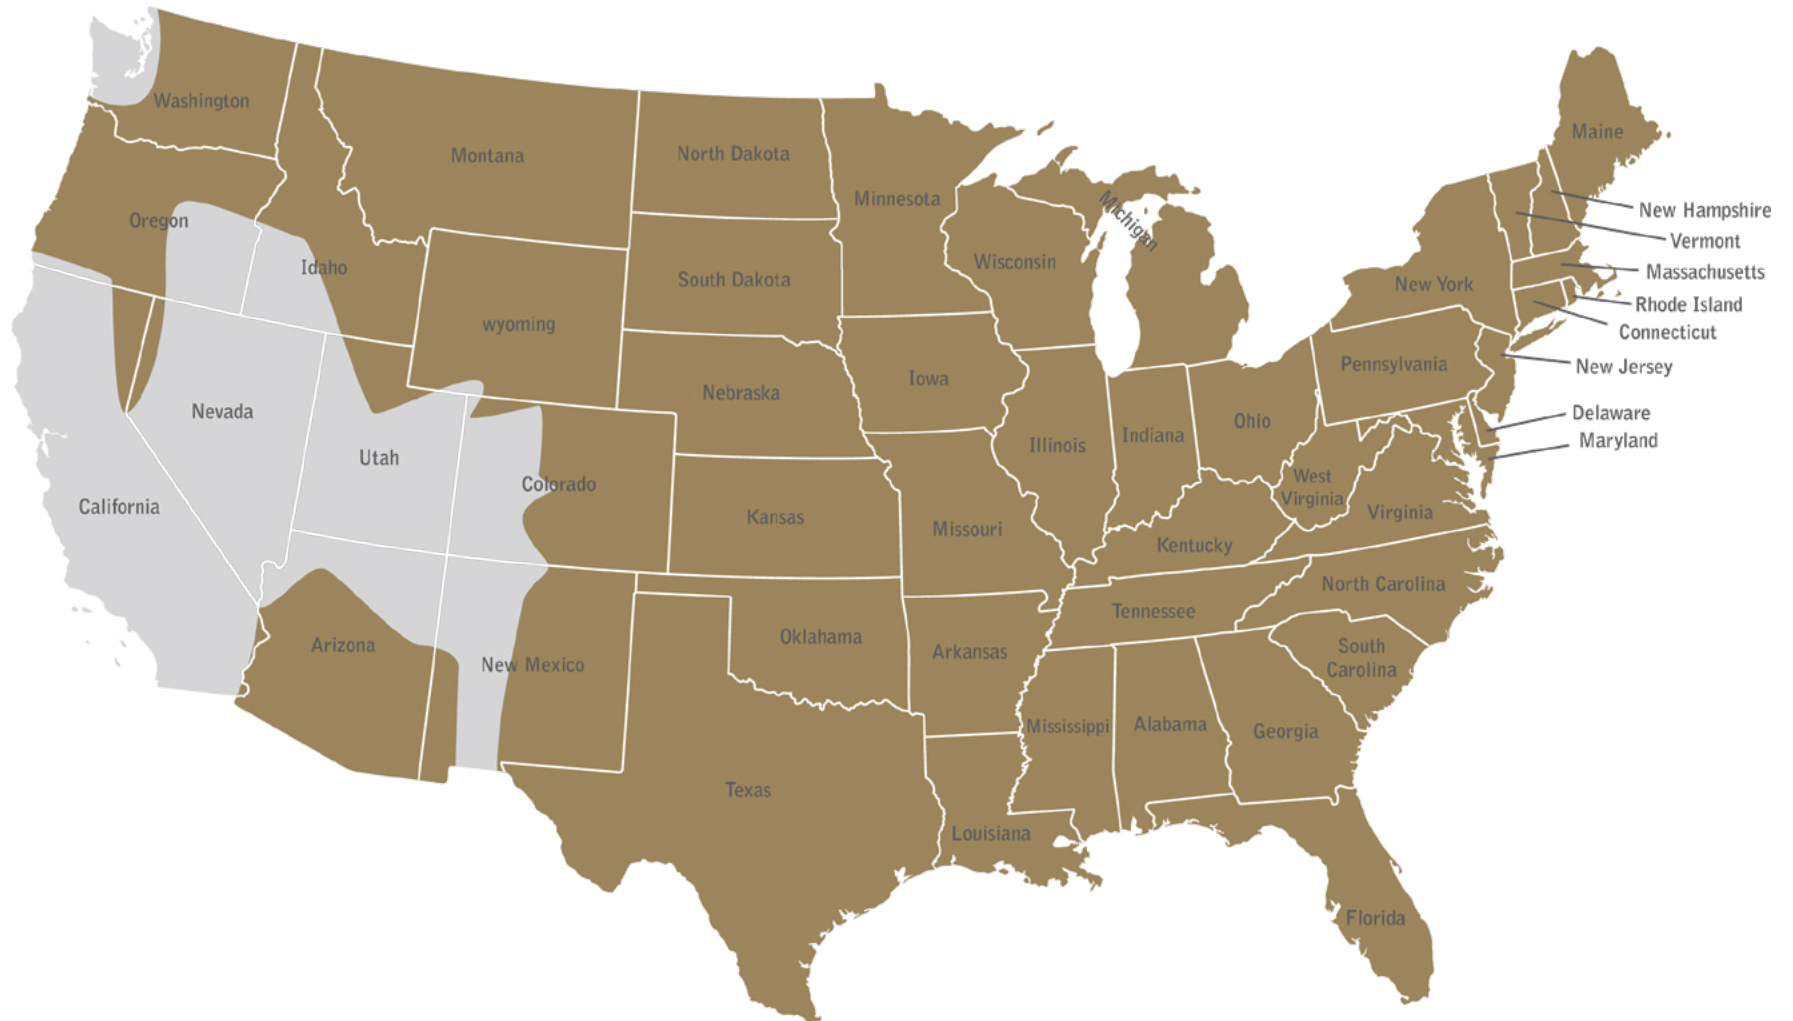 Washington
Montana
North Dakota
Minnesota
Maine
Oregon
Idaho
wyoming
South Dakota
Wisconsin
Michigan
New York
New Hampshire
Vermont
Massachusetts
Rhode Island
Connecticut
New Jersey
Delaware
Maryland
Nevada
Utah
Colorado
Nebraska
Iowa
Illinois
Indiana
Ohio
Pennsylvania
California
Kansas
Missouri
Kentucky
West
Virginia
Virginia
Arizona
New Mexico
Oklahoma
Arkansas
Tennessee
North Carolina
South
Carolina
Texas
Louisiana
Mississippi
Alabama
Georgia
Florida